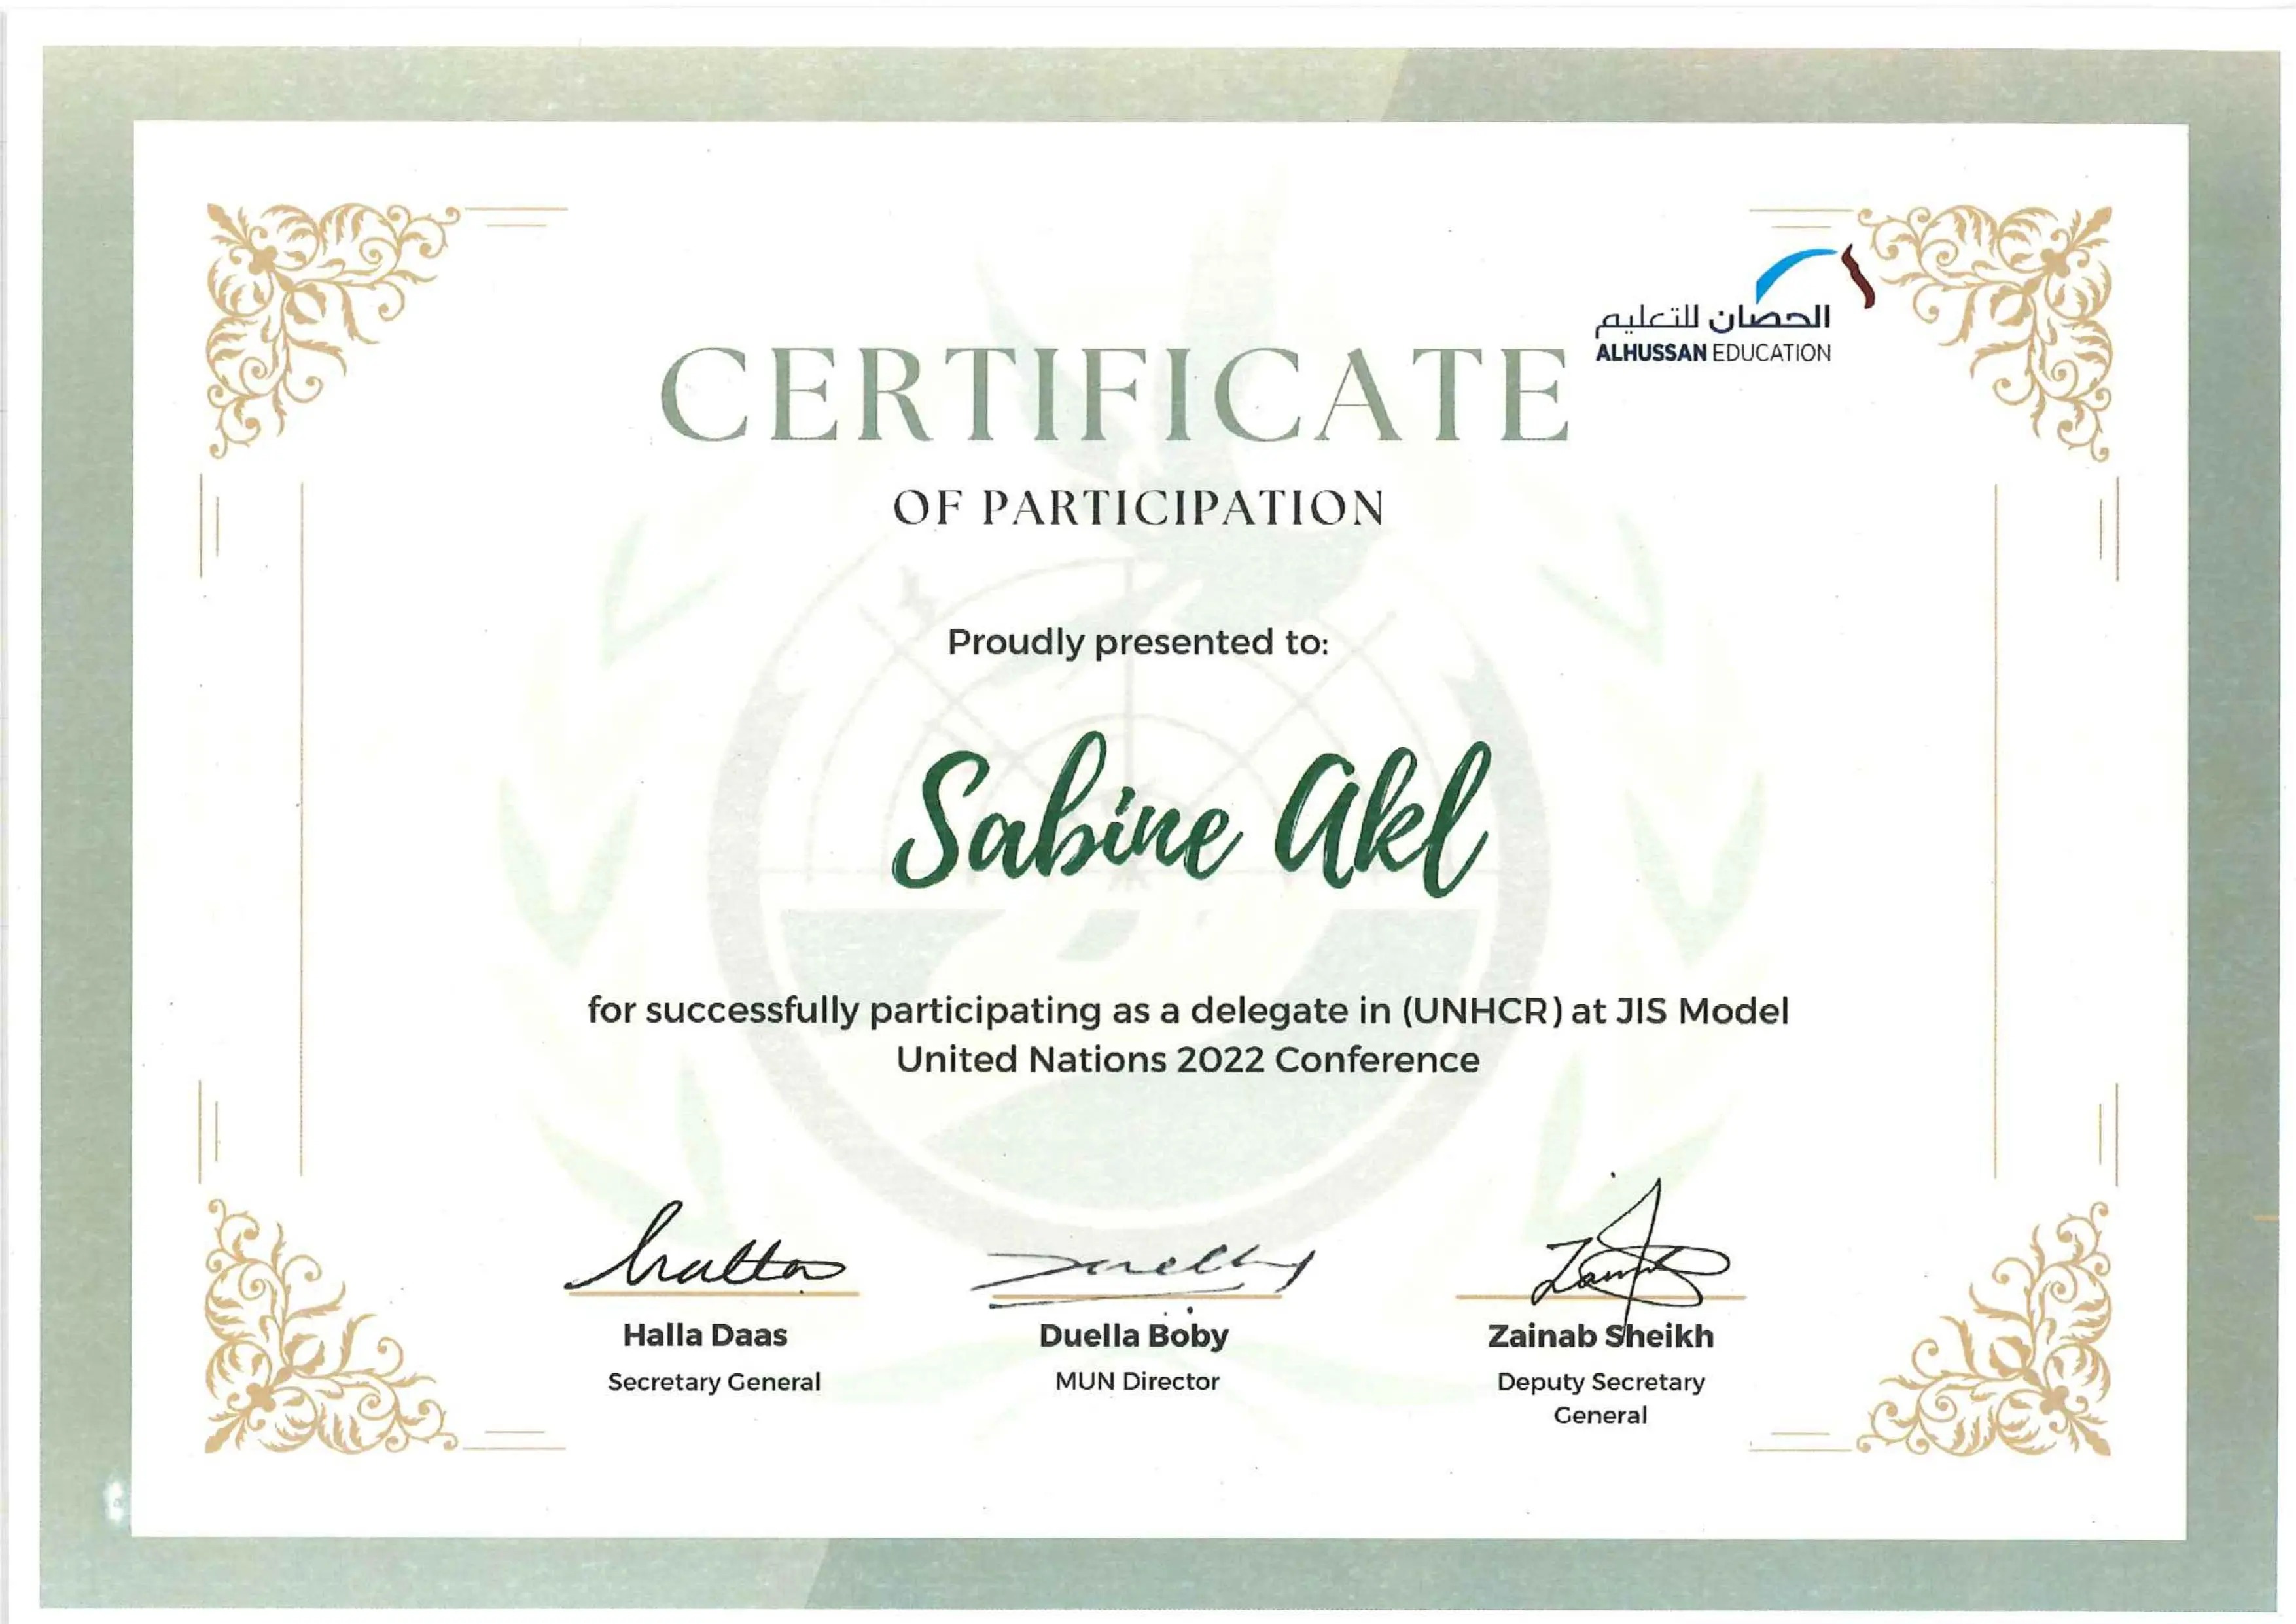 الحصان للتعليم
ALHUSSAN EDUCATION
CERTIFICATE
OF PARTICIPATION
Proudly presented to:
Sabine Akl
for successfully participating as a delegate in (UNHCR) at JIS Model
United Nations 2022 Conference
Halla Daas
Secretary General
Duella Boby
MUN Director
Zainab Sheikh
Deputy Secretary
General